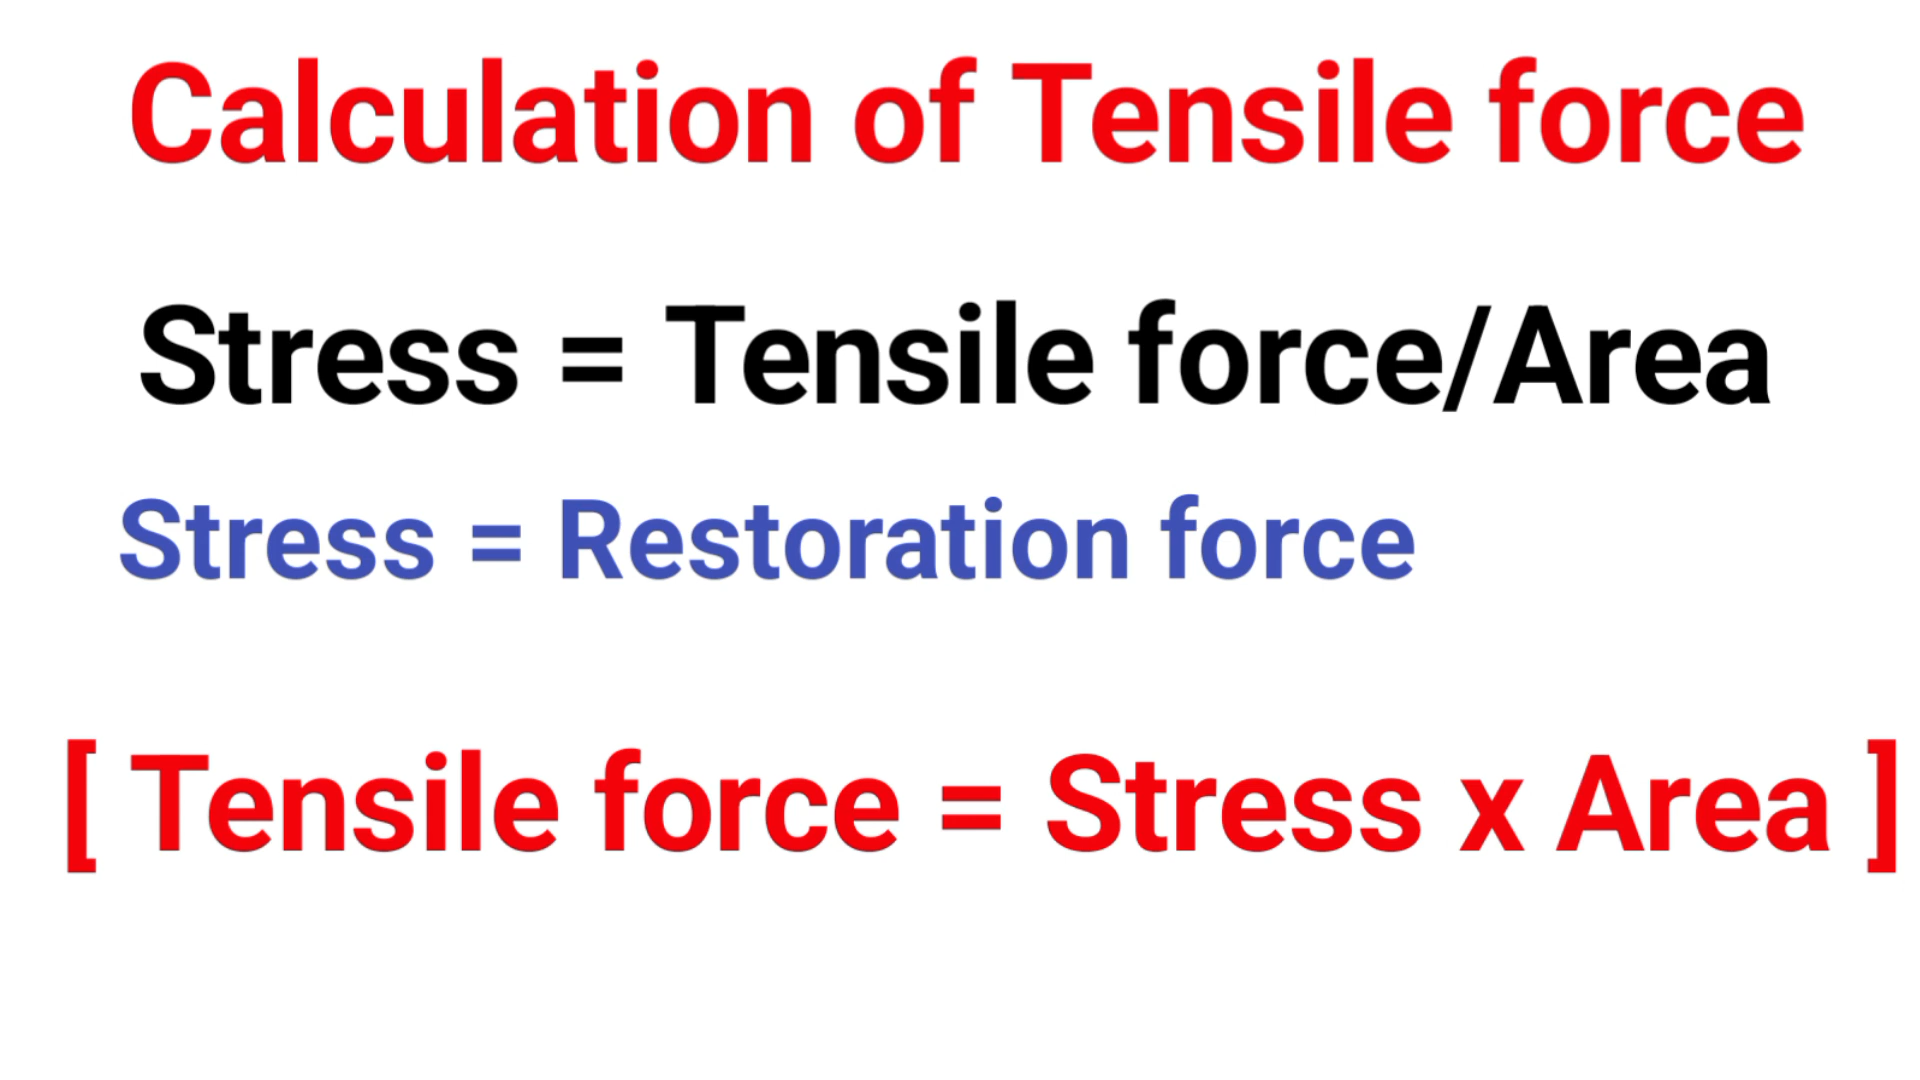 Calculation of Tensile force
Stress = Tensile force/Area
Stress = Restoration force
[ Tensile force = Stress x Area ]